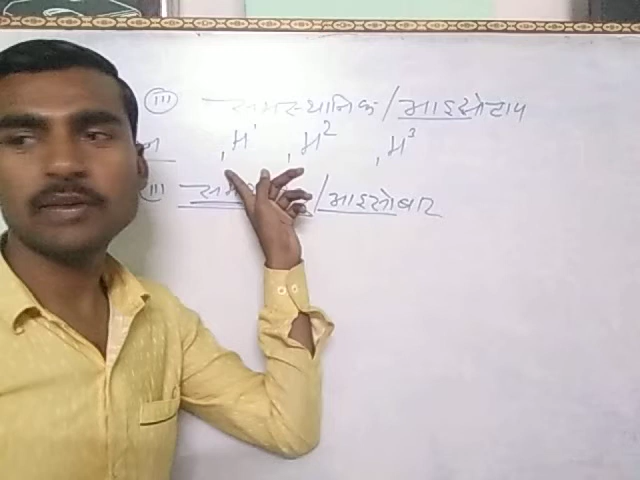 (III) समस्थानिक / आइसोटोप
₁H¹ ₁H² ₁H³
(III) / आइसोबार